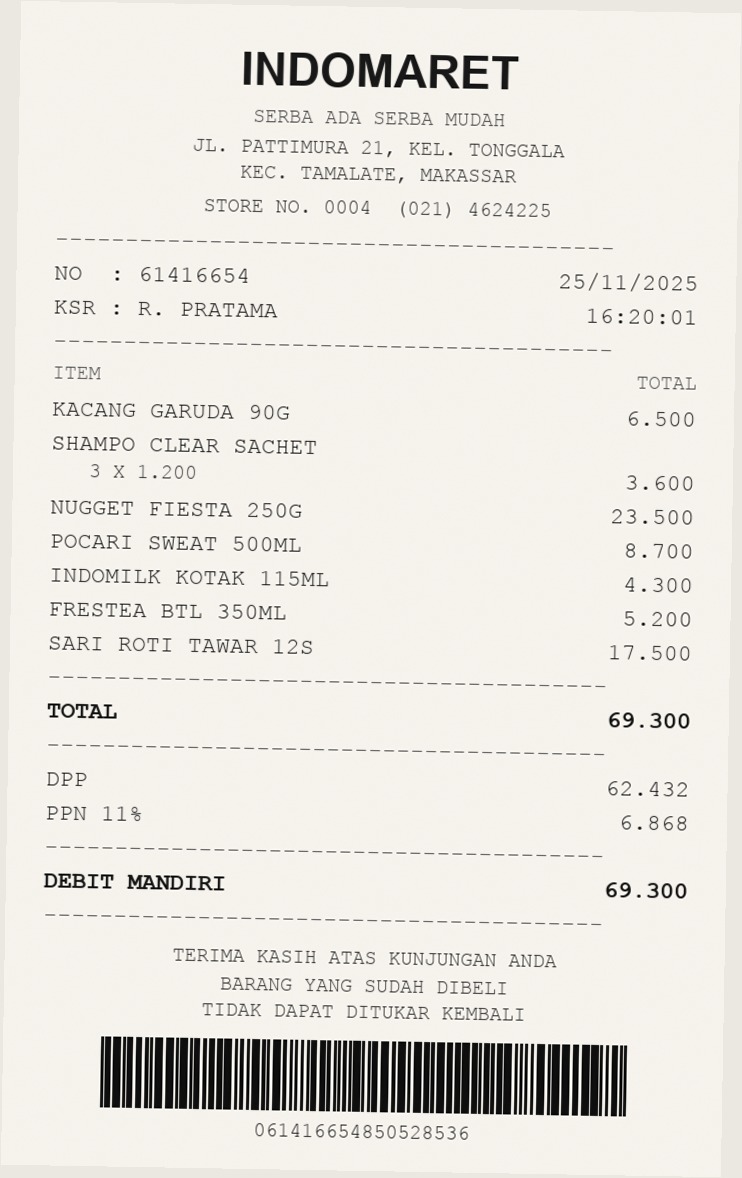 INDOMARET
SERBA ADA SERBA MUDAH
JL. PATTIMURA 21, KEL. TONGGALA
KEC. TAMALATE, MAKASSAR
STORE NO. 0004  (021) 4624225
----------------------------------------
NO  : 61416654 25/11/2025
KSR : R. PRATAMA 16:20:01
----------------------------------------
ITEM TOTAL
KACANG GARUDA 90G 6.500
SHAMPO CLEAR SACHET
3 X 1.200 3.600
NUGGET FIESTA 250G 23.500
POCARI SWEAT 500ML 8.700
INDOMILK KOTAK 115ML 4.300
FRESTEA BTL 350ML 5.200
SARI ROTI TAWAR 12S 17.500
----------------------------------------
TOTAL 69.300
----------------------------------------
DPP 62.432
PPN 11% 6.868
----------------------------------------
DEBIT MANDIRI 69.300
----------------------------------------
TERIMA KASIH ATAS KUNJUNGAN ANDA
BARANG YANG SUDAH DIBELI
TIDAK DAPAT DITUKAR KEMBALI
061416654850528536